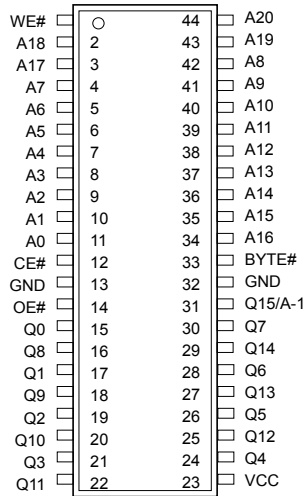 WE# 44 A20
A18 2 43 A19
A17 3 42 A8
A7 4 41 A9
A6 5 40 A10
A5 6 39 A11
A4 7 38 A12
A3 8 37 A13
A2 9 36 A14
A1 10 35 A15
A0 11 34 A16
CE# 12 33 BYTE#
GND 13 32 GND
OE# 14 31 Q15/A-1
Q0 15 30 Q7
Q8 16 29 Q14
Q1 17 28 Q6
Q9 18 27 Q13
Q2 19 26 Q5
Q10 20 25 Q12
Q3 21 24 Q4
Q11 22 23 VCC